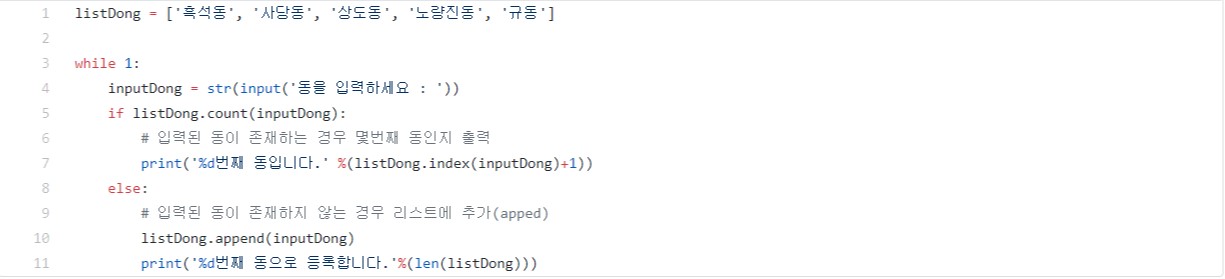 1 listDong = ['흑석동', '사당동', '상도동', '노량진동', '규동']
2
3 while 1:
4     inputDong = str(input('동을 입력하세요 : '))
5     if listDong.count(inputDong):
6         # 입력된 동이 존재하는 경우 몇번째 동인지 출력
7         print('%d번째 동입니다.' %(listDong.index(inputDong)+1))
8     else:
9         # 입력된 동이 존재하지 않는 경우 리스트에 추가(apped)
10         listDong.append(inputDong)
11         print('%d번째 동으로 등록합니다.'%(len(listDong)))